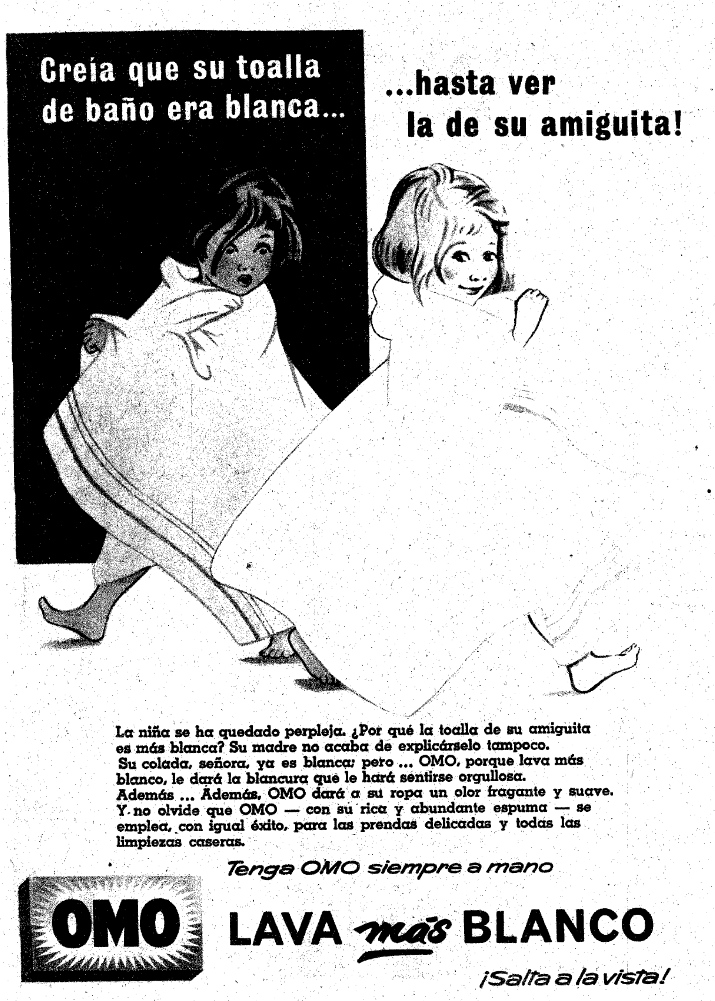 Creía que su toalla
de baño era blanca...
...hasta ver
la de su amiguita!
La niña se ha quedado perpleja. ¿Por qué la toalla de su amiguita
es más blanca? Su madre no acaba de explicárselo tampoco.
Su colada, señora, ya es blanca; pero ... OMO, porque lava más
blanco, le dará la blancura que le hará sentirse orgullosa.
Además ... Además, OMO dará a su ropa un olor fragante y suave.
Y no olvide que OMO — con su rica y abundante espuma — se
emplea, con igual éxito, para las prendas delicadas y todas las
limpiezas caseras.
Tenga OMO siempre a mano
OMO
LAVA más BLANCO
¡Salta a la vista!